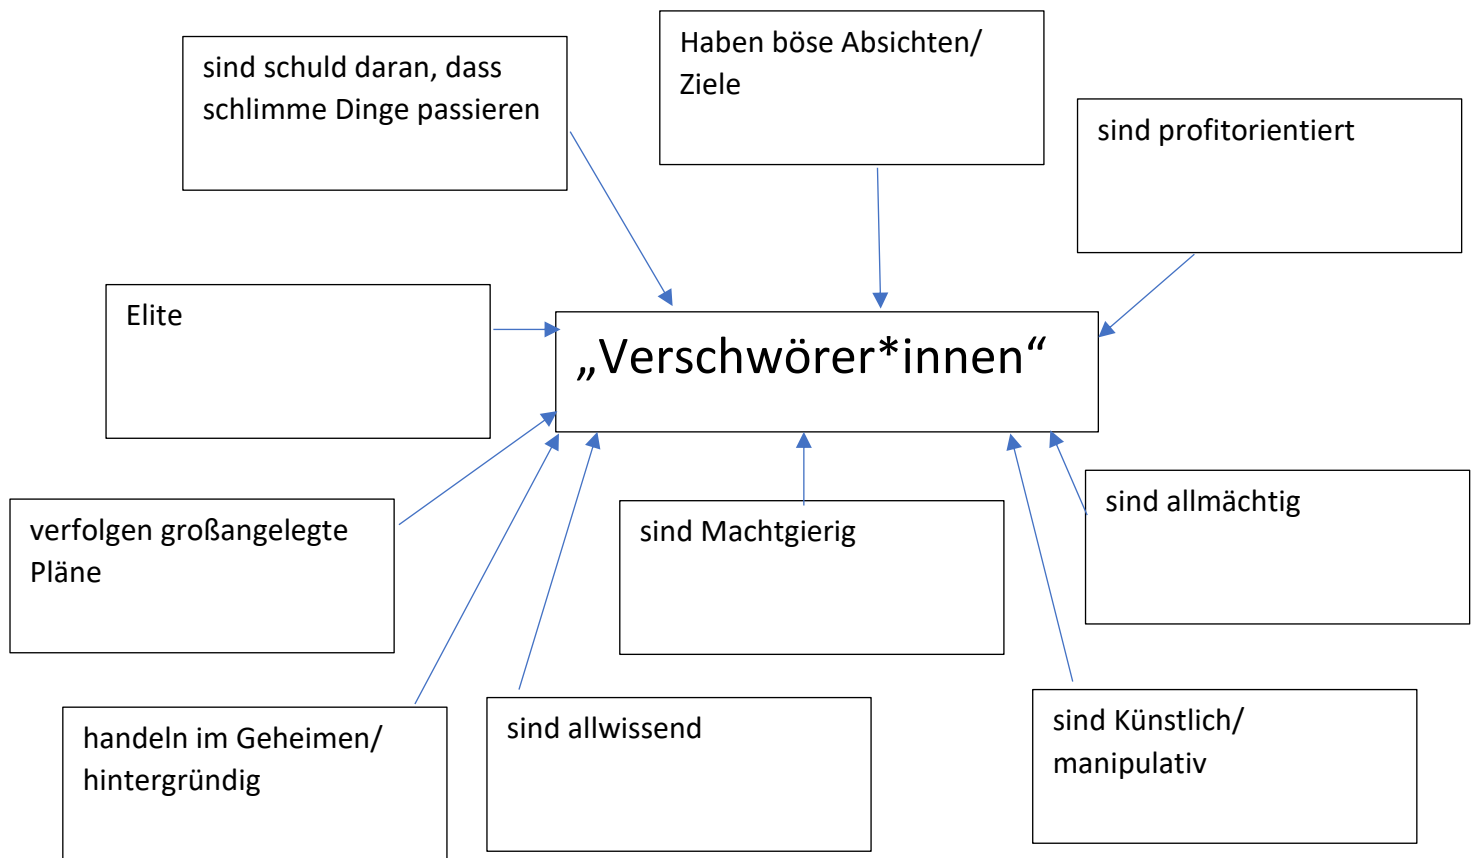 sind schuld daran, dass
schlimme Dinge passieren
Haben böse Absichten/
Ziele
sind profitorientiert
Elite
„Verschwörer*innen“
verfolgen großangelegte
Pläne
sind Machtgierig
sind allmächtig
handeln im Geheimen/
hintergründig
sind allwissend
sind Künstlich/
manipulativ